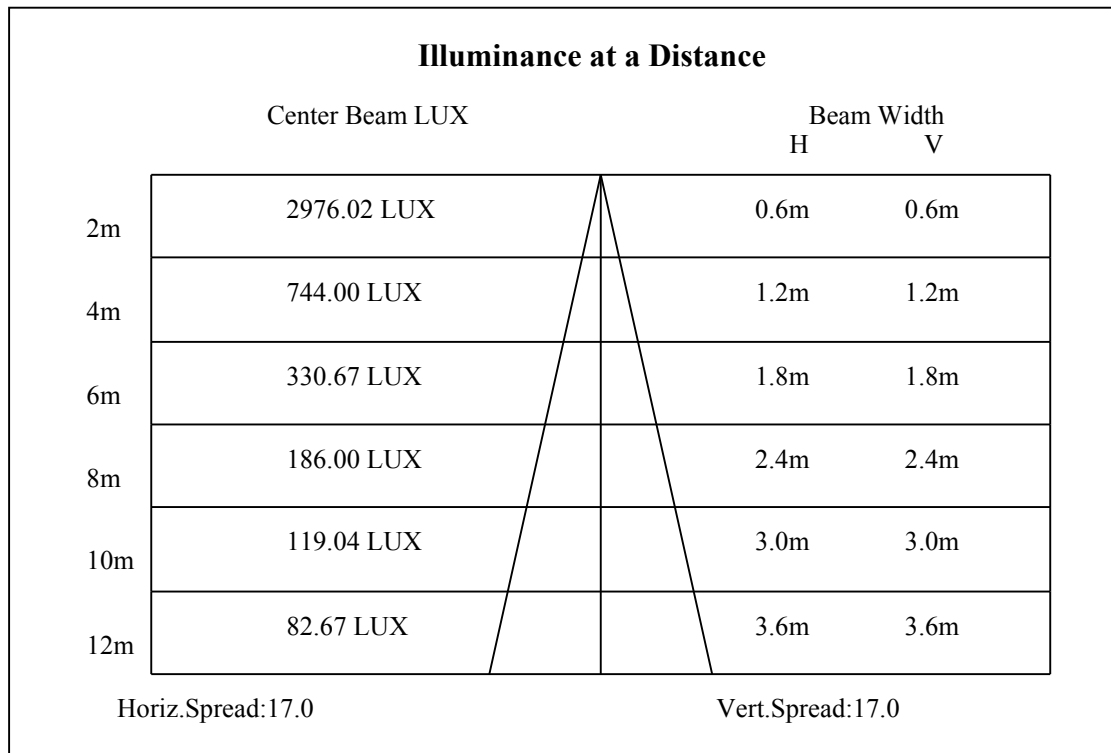 Illuminance at a Distance
Center Beam LUX Beam Width
H V
2m 2976.02 LUX 0.6m 0.6m
4m 744.00 LUX 1.2m 1.2m
6m 330.67 LUX 1.8m 1.8m
8m 186.00 LUX 2.4m 2.4m
10m 119.04 LUX 3.0m 3.0m
12m 82.67 LUX 3.6m 3.6m
Horiz.Spread:17.0 Vert.Spread:17.0